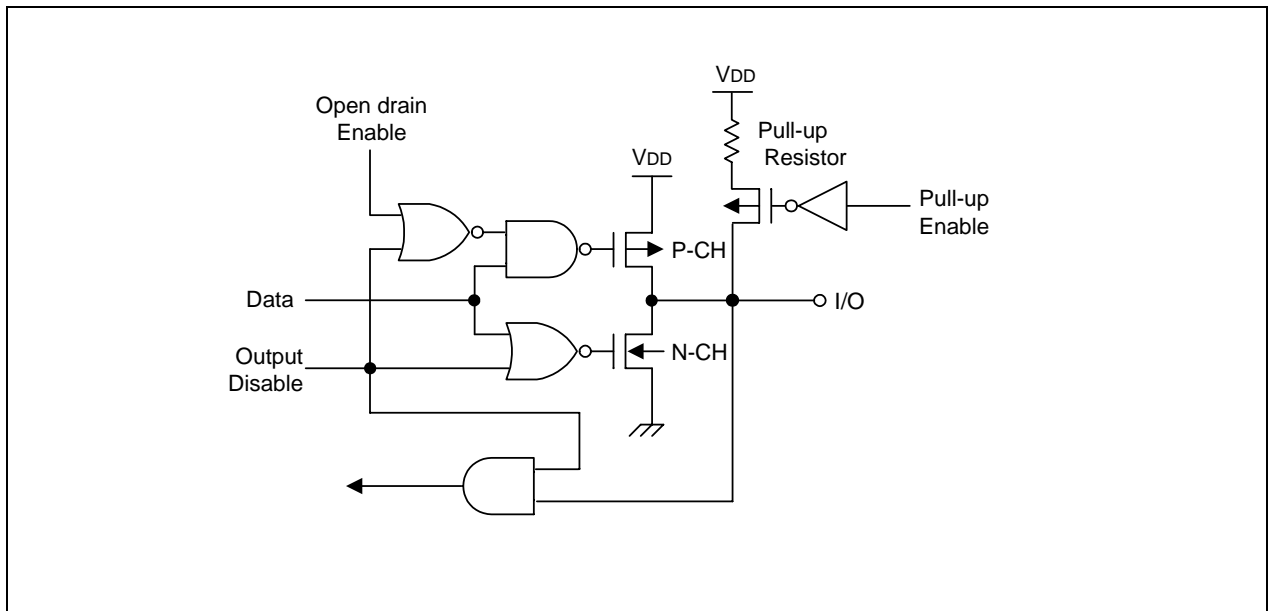 VDD
Open drain
Enable
Pull-up
Resistor
VDD
Pull-up
Enable
P-CH
Data
I/O
N-CH
Output
Disable